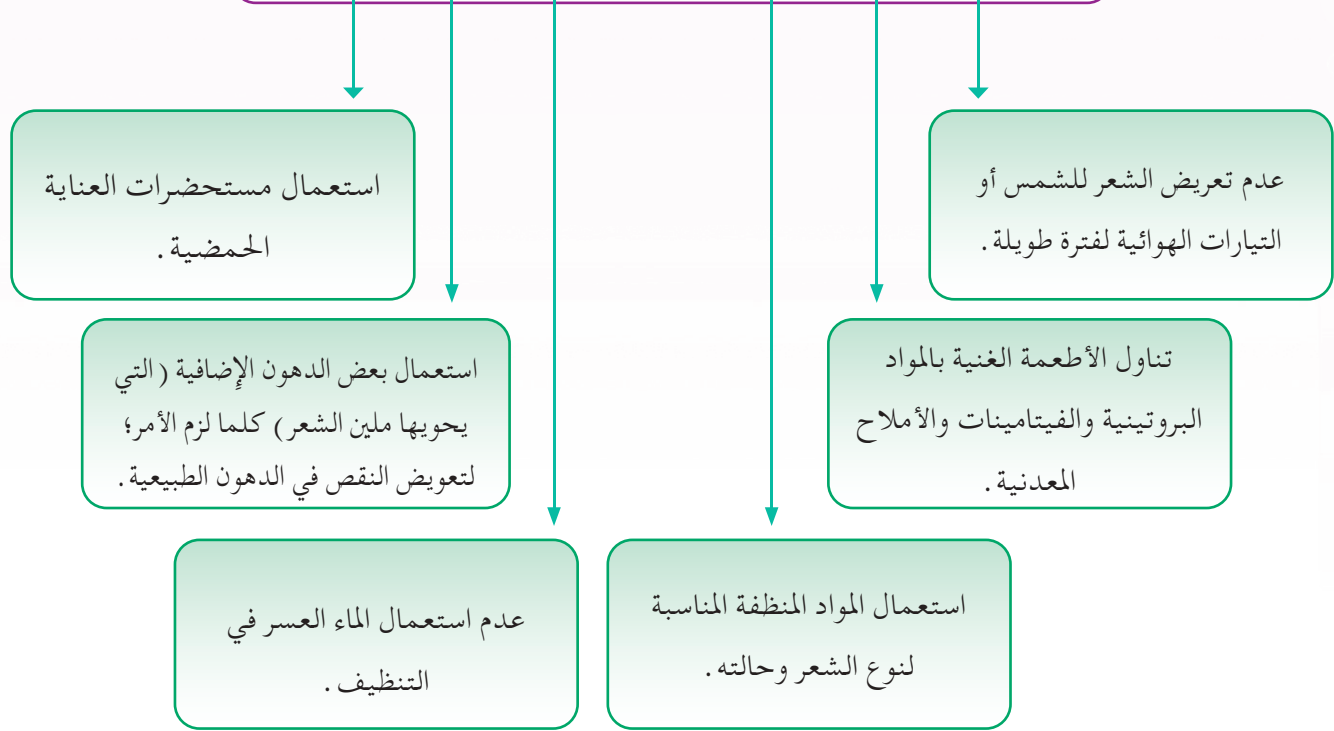 عدم تعريض الشعر للشمس أو
التيارات الهوائية لفترة طويلة.
استعمال مستحضرات العناية
الحمضية.
تناول الأطعمة الغنية بالمواد
البروتينية والفيتامينات والأملاح
المعدنية.
استعمال بعض الدهون الإضافية (التي
يحويها ملين الشعر) كلما لزم الأمر؛
لتعويض النقص في الدهون الطبيعية.
استعمال المواد المنظفة المناسبة
لنوع الشعر وحالته.
عدم استعمال الماء العسر في
التنظيف.